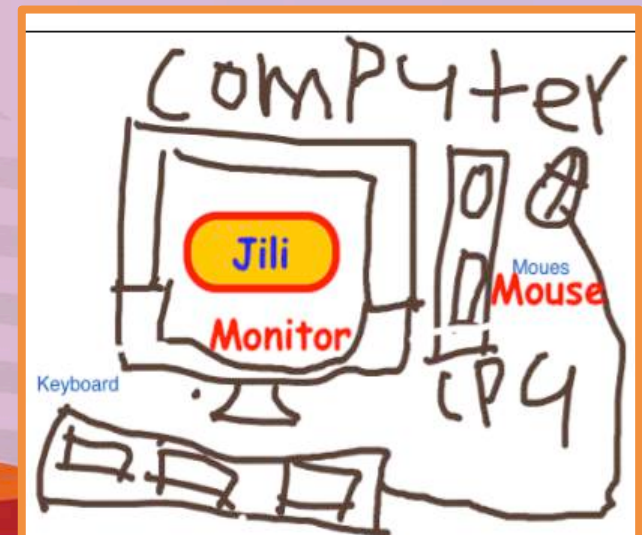 COMPUter
Jili
Moues
Mouse
Monitor
Keyboard
CPU